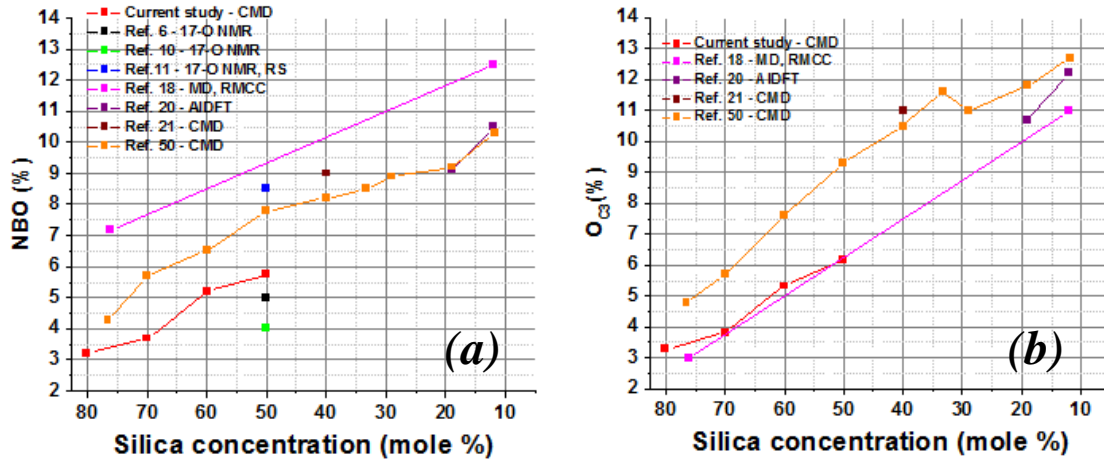 14
13
12
11
10
9
8
7
6
5
4
3
2
NBO (%)
Current study - CMD
Ref. 6 - 17-O NMR
Ref. 10 - 17-O NMR
Ref.11 - 17-O NMR, RS
Ref. 18 - MD, RMCC
Ref. 20 - AIDFT
Ref. 21 - CMD
Ref. 50 - CMD
(a)
80 70 60 50 40 30 20 10
Silica concentration (mole %)
14
13
12
11
10
9
8
7
6
5
4
3
2
O_C3(%)
Current study - CMD
Ref. 18 - MD, RMCC
Ref. 20 - AIDFT
Ref. 21 - CMD
Ref. 50 - CMD
(b)
80 70 60 50 40 30 20 10
Silica concentration (mole %)